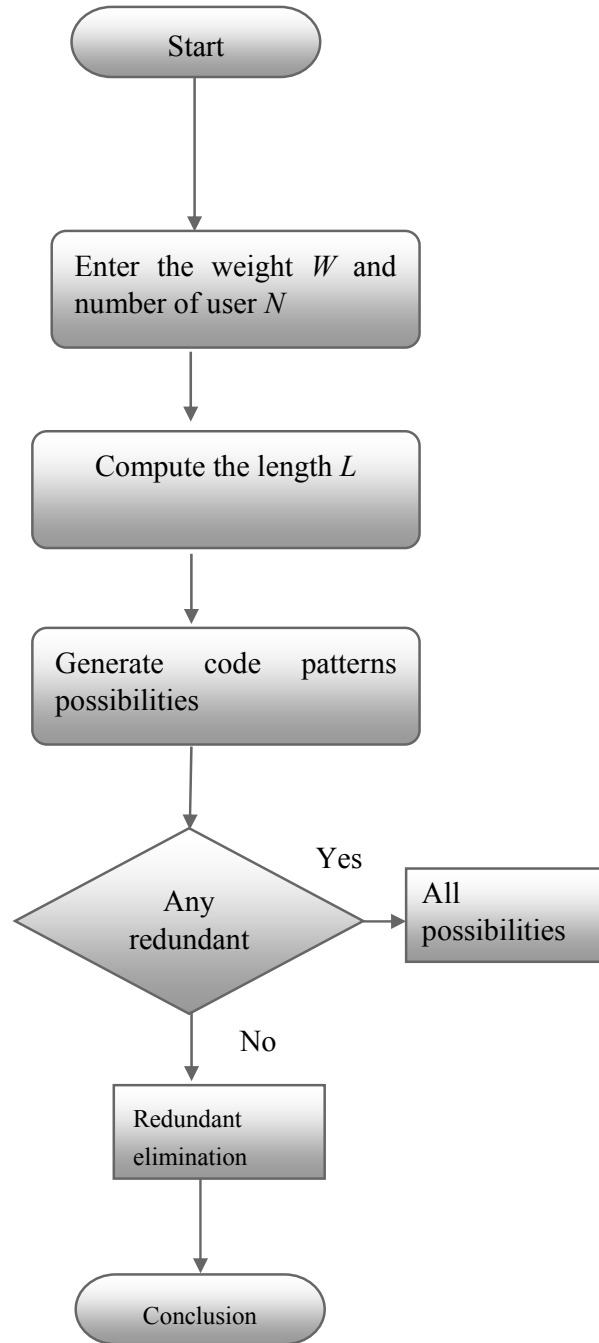 Start
Enter the weight W and
number of user N
Compute the length L
Generate code patterns
possibilities
Yes
Any
redundant
All
possibilities
No
Redundant
elimination
Conclusion